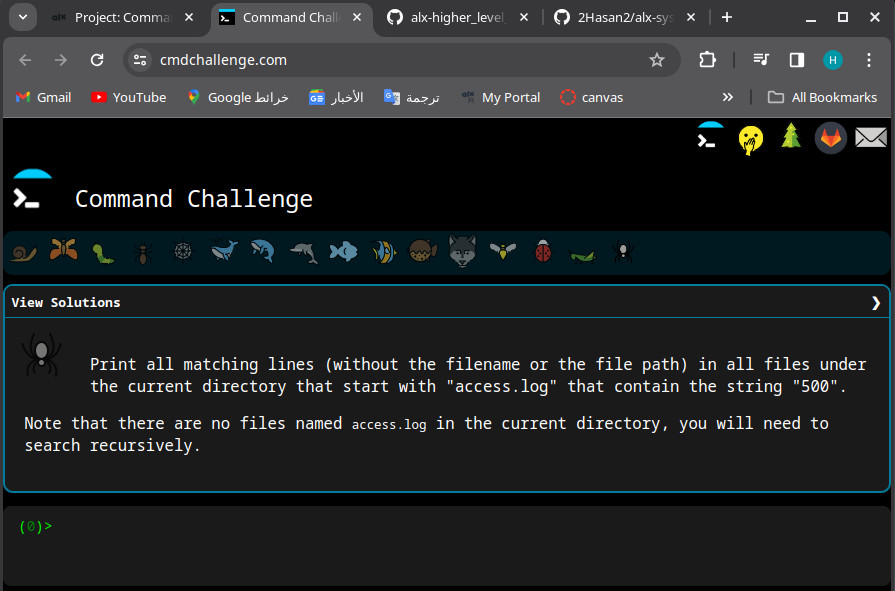 Project: Comma
Command Chall
alx-higher_level_
2Hasan2/alx-sys
cmdchallenge.com
H
Gmail
YouTube
خرائط Google
الأخبار
ترجمة
My Portal
canvas
All Bookmarks
Command Challenge
View Solutions
Print all matching lines (without the filename or the file path) in all files under
the current directory that start with "access.log" that contain the string "500".
Note that there are no files named access.log in the current directory, you will need to
search recursively.
(0)>